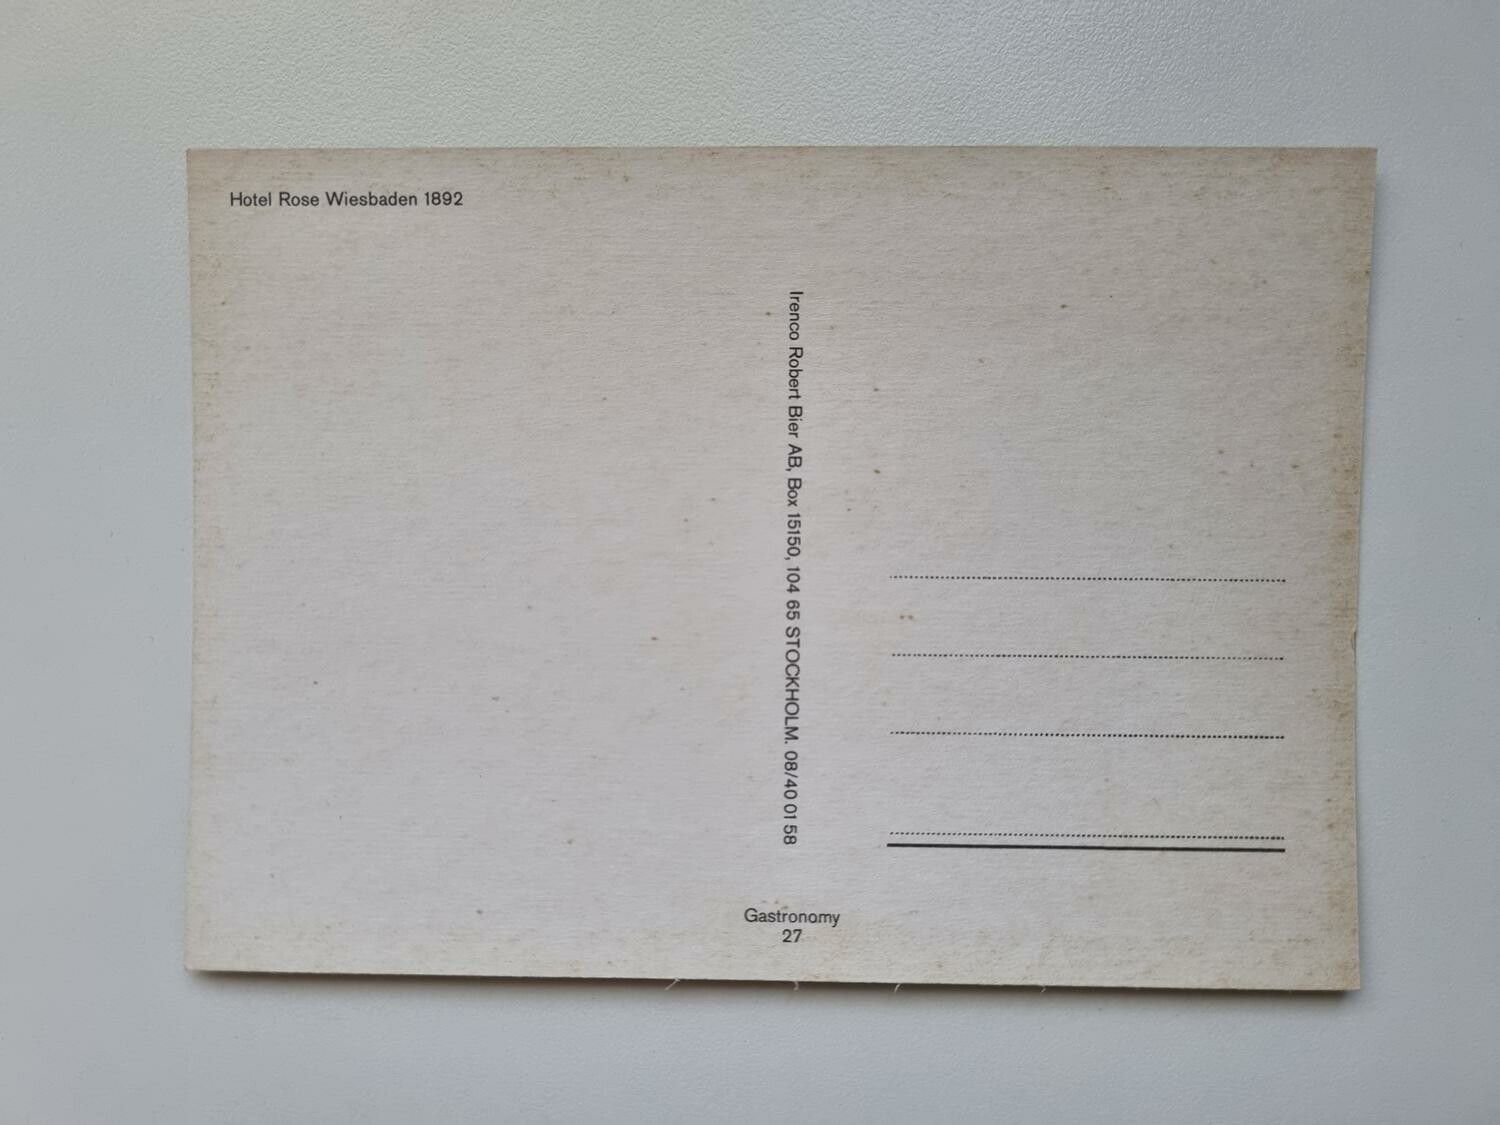 Hotel Rose Wiesbaden 1892
Irenco Robert Bier AB, Box 15150, 104 65 STOCKHOLM. 08/40 01 58
Gastronomy
27